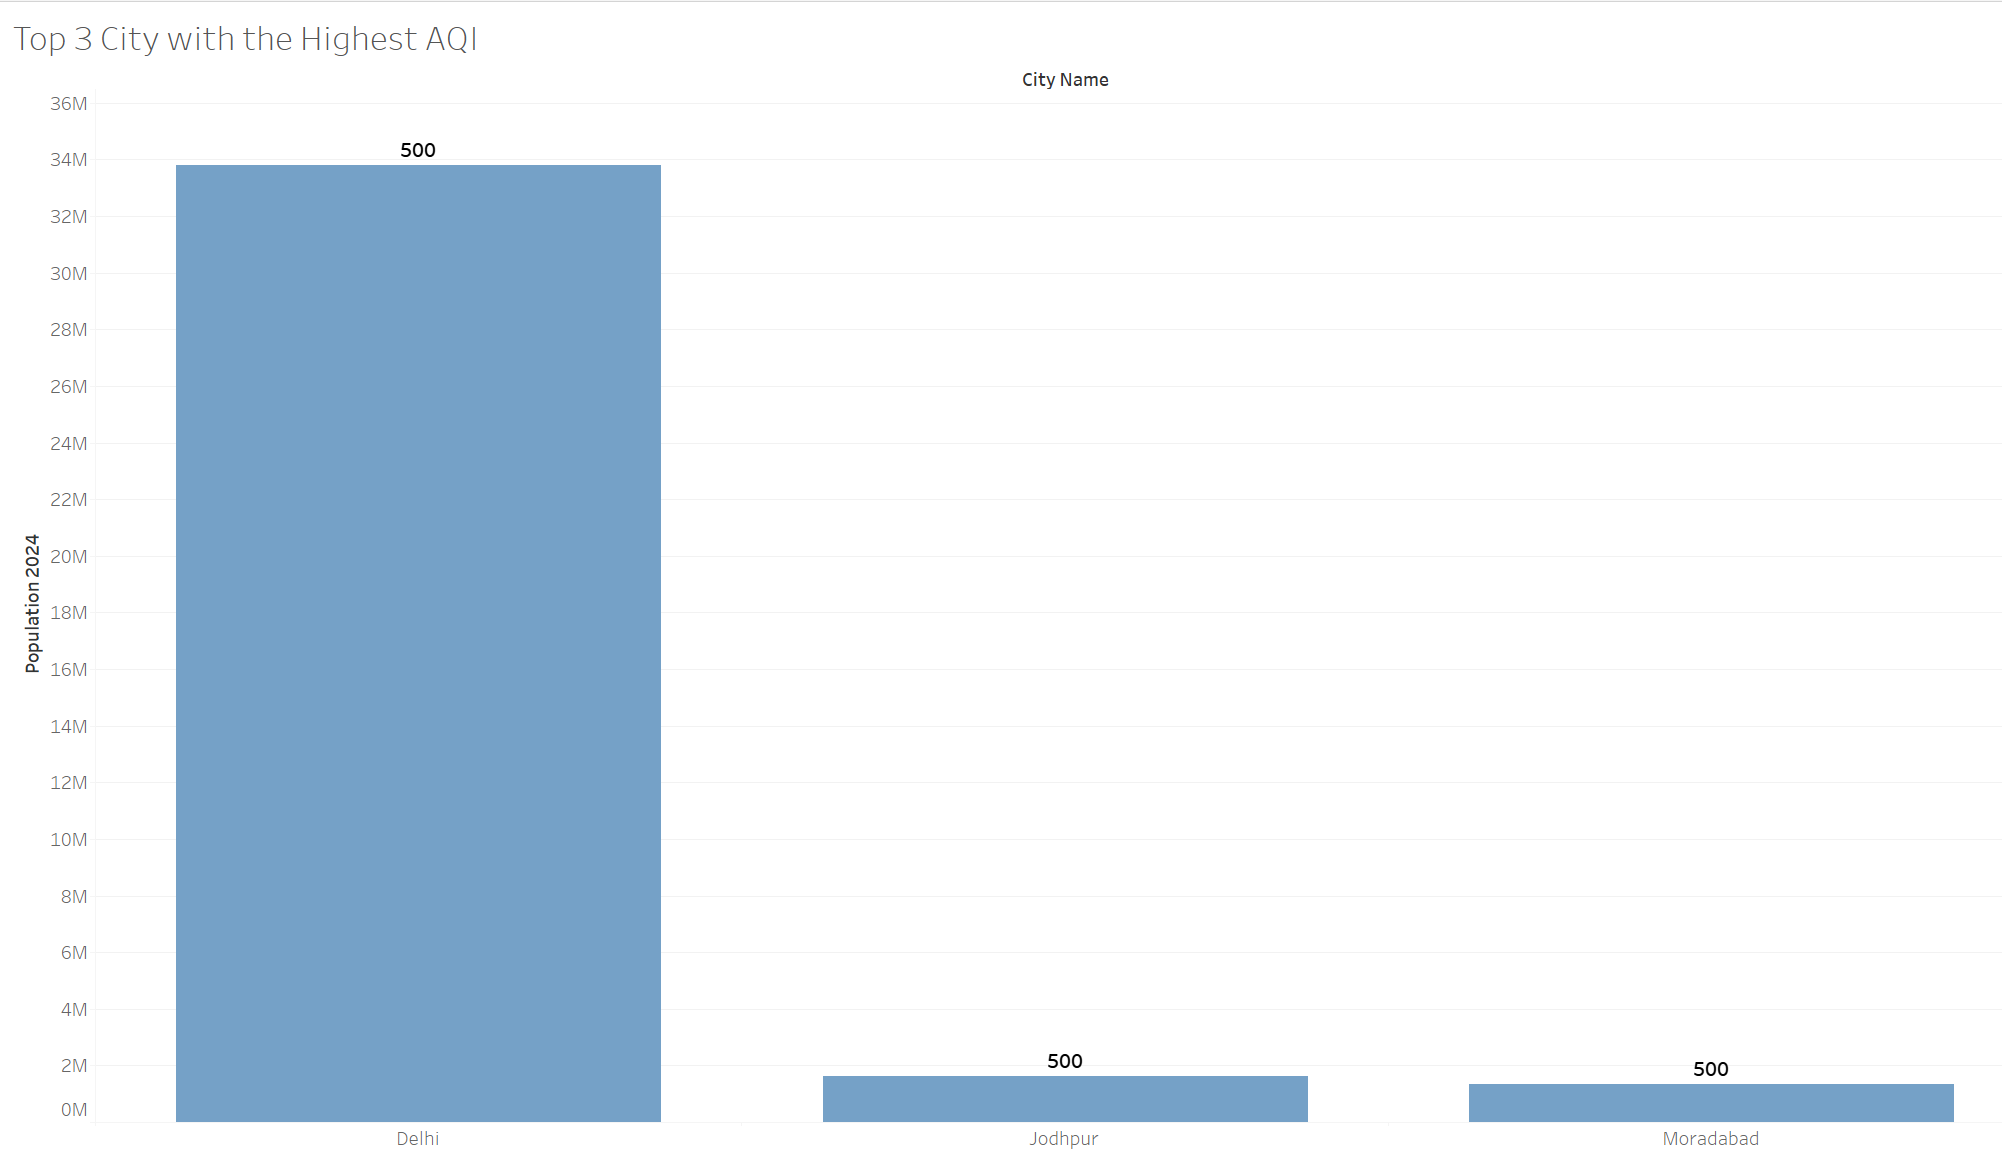 Top 3 City with the Highest AQI
City Name
36M
34M
32M
30M
28M
26M
24M
22M
20M
18M
16M
14M
12M
10M
8M
6M
4M
2M
0M
Population 2024
500
500
500
Delhi
Jodhpur
Moradabad